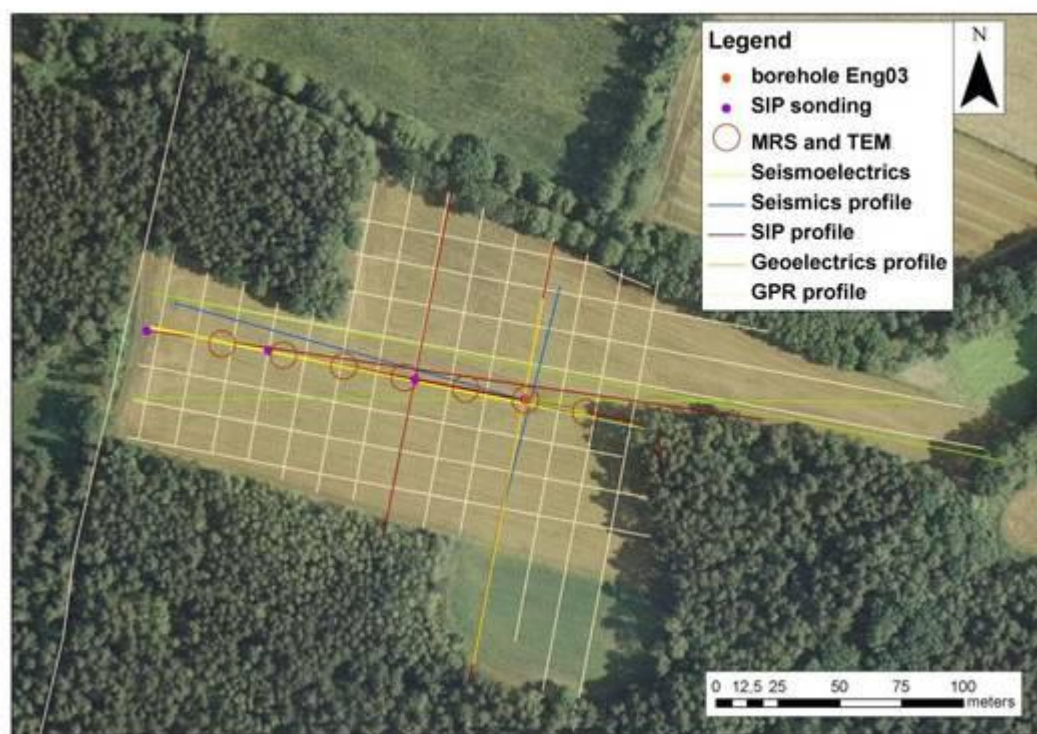 Legend
N
borehole Eng03
SIP sonding
MRS and TEM
Seismoelectrics
Seismics profile
SIP profile
Geoelectrics profile
GPR profile
0 12,5 25 50 75 100
meters